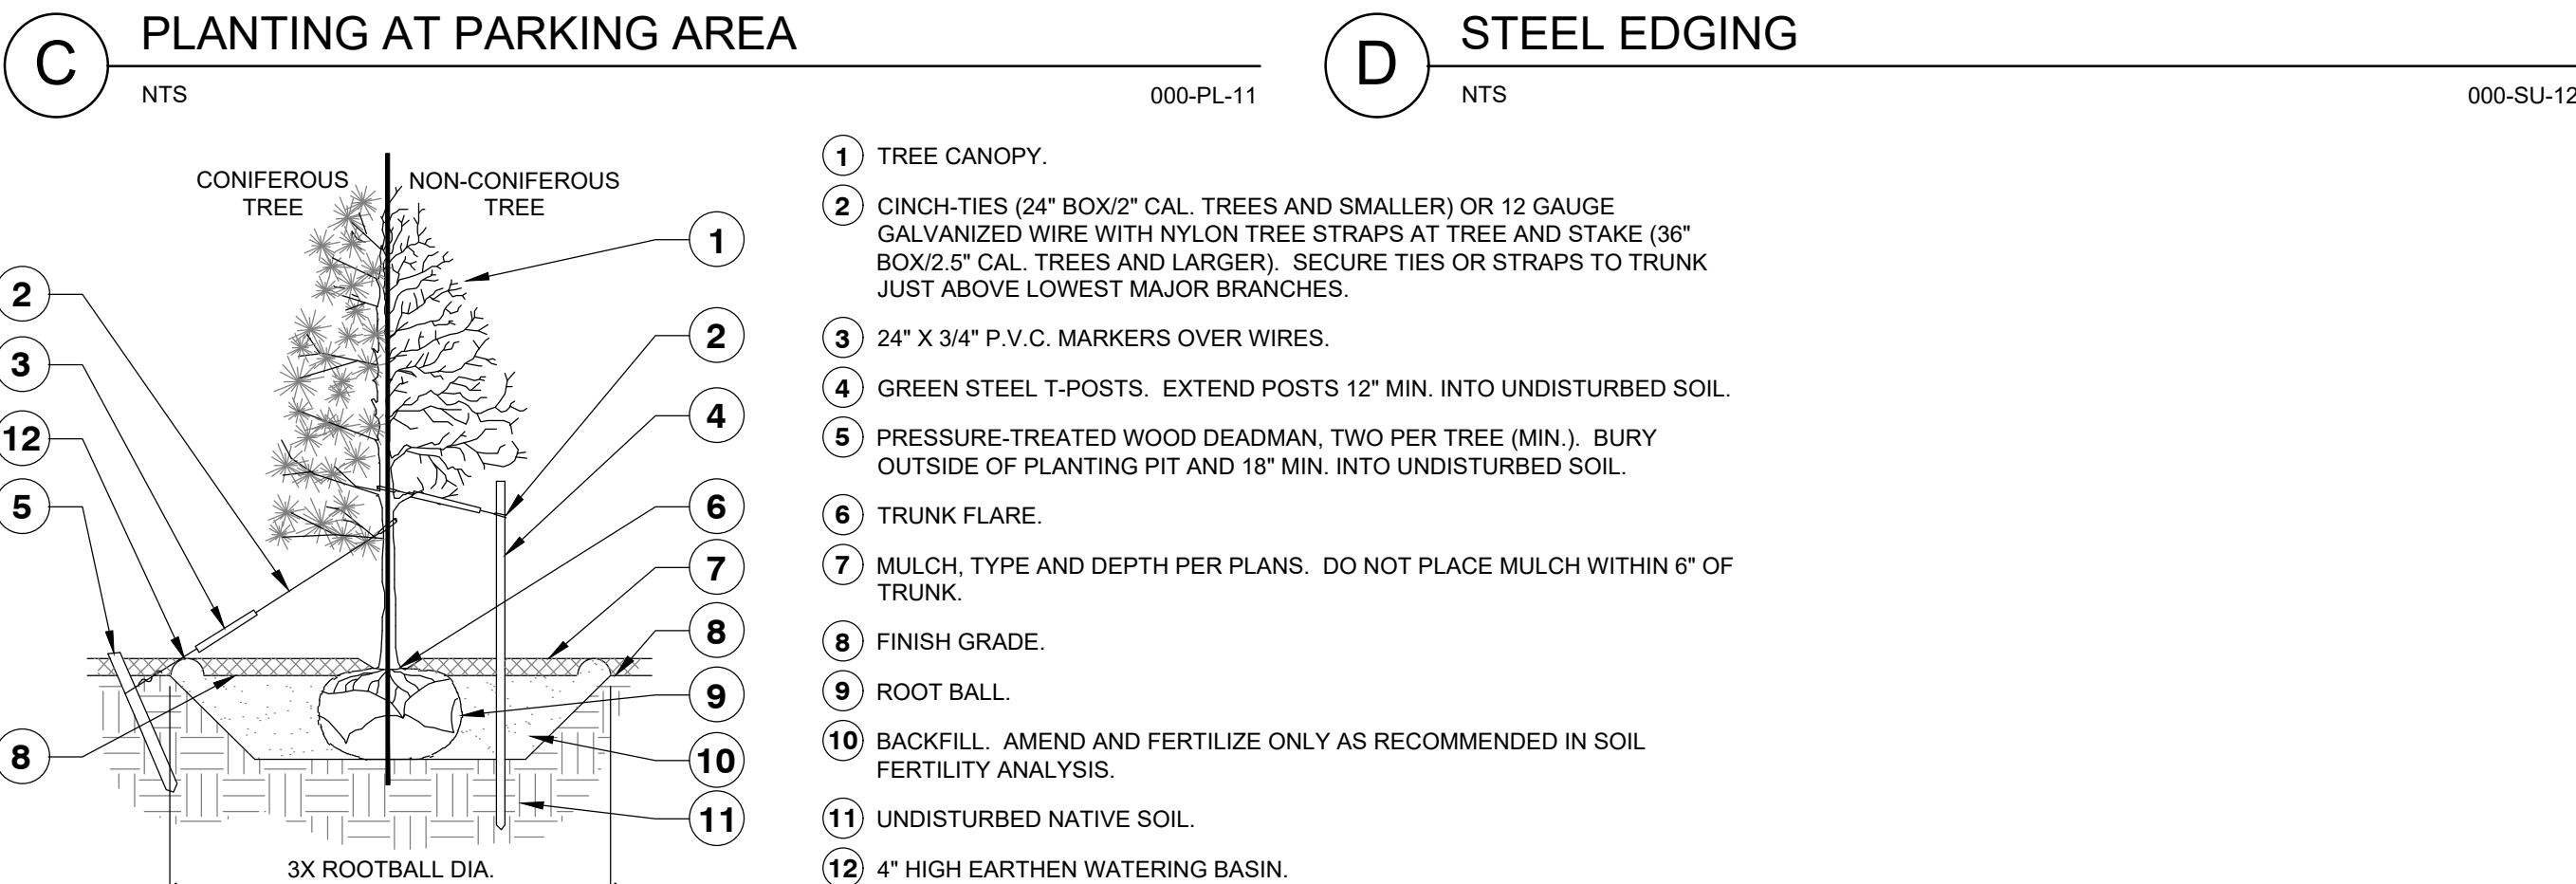 C
PLANTING AT PARKING AREA
NTS
000-PL-11
D
STEEL EDGING
NTS
000-SU-12
CONIFEROUS
TREE
NON-CONIFEROUS
TREE
2
3
12
5
8
1
2
4
6
7
8
9
10
11
3X ROOTBALL DIA.
1 TREE CANOPY.
2 CINCH-TIES (24" BOX/2" CAL. TREES AND SMALLER) OR 12 GAUGE
GALVANIZED WIRE WITH NYLON TREE STRAPS AT TREE AND STAKE (36"
BOX/2.5" CAL. TREES AND LARGER).  SECURE TIES OR STRAPS TO TRUNK
JUST ABOVE LOWEST MAJOR BRANCHES.
3 24" X 3/4" P.V.C. MARKERS OVER WIRES.
4 GREEN STEEL T-POSTS.  EXTEND POSTS 12" MIN. INTO UNDISTURBED SOIL.
5 PRESSURE-TREATED WOOD DEADMAN, TWO PER TREE (MIN.).  BURY
OUTSIDE OF PLANTING PIT AND 18" MIN. INTO UNDISTURBED SOIL.
6 TRUNK FLARE.
7 MULCH, TYPE AND DEPTH PER PLANS.  DO NOT PLACE MULCH WITHIN 6" OF
TRUNK.
8 FINISH GRADE.
9 ROOT BALL.
10 BACKFILL.  AMEND AND FERTILIZE ONLY AS RECOMMENDED IN SOIL
FERTILITY ANALYSIS.
11 UNDISTURBED NATIVE SOIL.
12 4" HIGH EARTHEN WATERING BASIN.